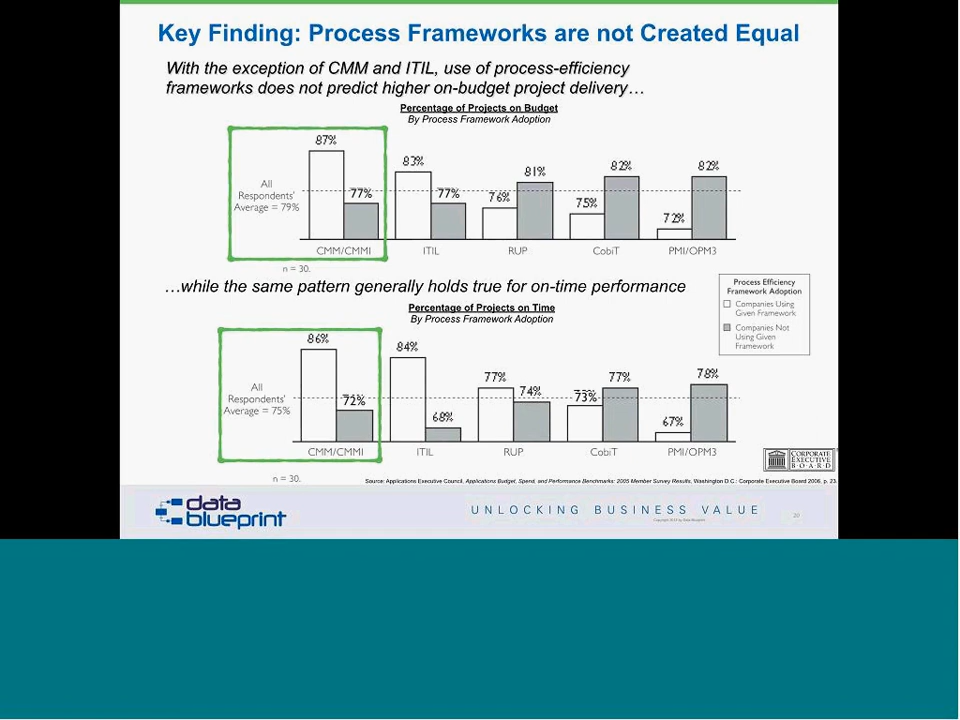 Key Finding: Process Frameworks are not Created Equal
With the exception of CMM and ITIL, use of process-efficiency
frameworks does not predict higher on-budget project delivery…
Percentage of Projects on Budget
By Process Framework Adoption
87%
83%
82%
82%
81%
All
Respondents'
Average = 79%
77%
77%
76%
75%
72%
CMM/CMMI
ITIL
RUP
CobiT
PMI/OPM3
n = 30.
…while the same pattern generally holds true for on-time performance
Process Efficiency
Framework Adoption
Companies Using
Given Framework
Companies Not
Using Given
Framework
Percentage of Projects on Time
By Process Framework Adoption
86%
84%
77%
74%
77%
78%
All
Respondents'
Average = 75%
72%
68%
73%
67%
CMM/CMMI
ITIL
RUP
CobiT
PMI/OPM3
CORPORATE
EXECUTIVE
BOARD
n = 30.
Source: Applications Executive Council, Applications Budget, Spend, and Performance Benchmarks: 2005 Member Survey Results, Washington D.C.: Corporate Executive Board 2006, p. 23.
data
blueprint
UNLOCKING BUSINESS VALUE